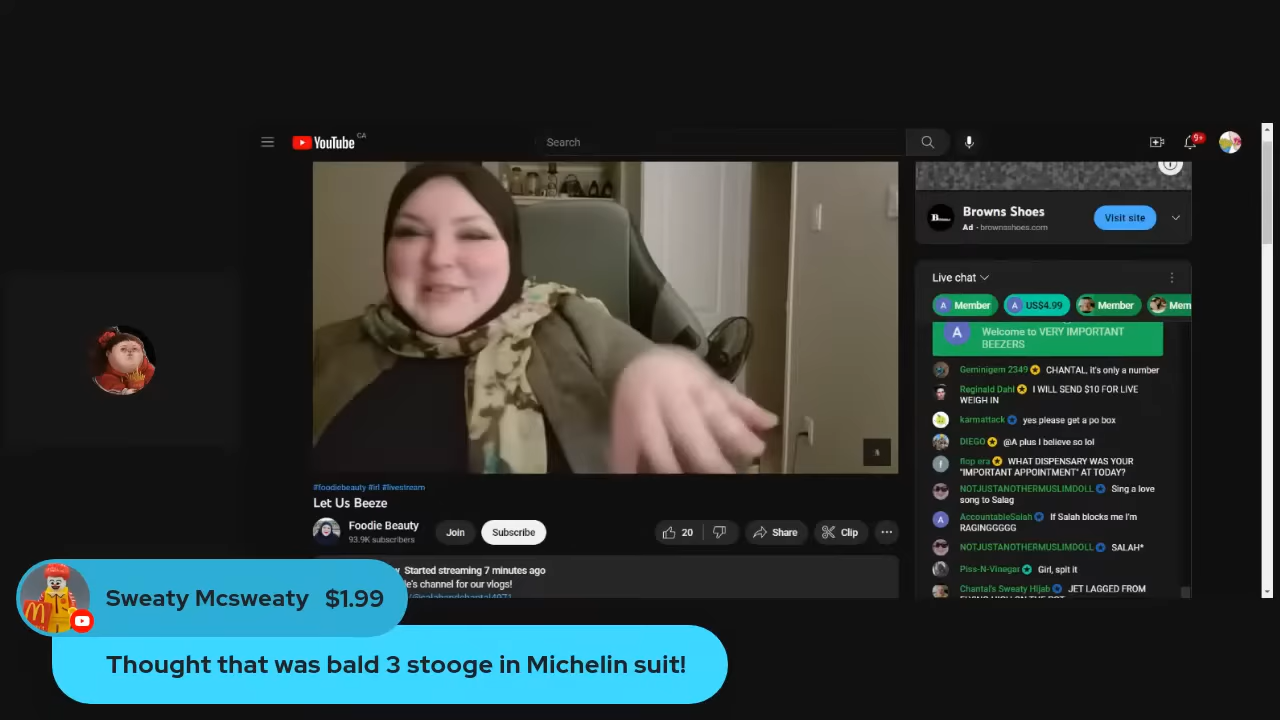 YouTube CA
Search
9+
Browns Shoes
Ad · brownsshoes.com
Visit site
Live chat
A Member
A US$4.99
Member
Mem
A Welcome to VERY IMPORTANT
BEEZERS
Geminigem 2349 CHANTAL, it's only a number
Reginald Dahl I WILL SEND $10 FOR LIVE
WEIGH IN
karmattack yes please get a po box
DIEGO @A plus I believe so lol
flop era WHAT DISPENSARY WAS YOUR
"IMPORTANT APPOINTMENT" AT TODAY?
NOTJUSTANOTHERMUSLIMDOLL Sing a love
song to Salag
AccountableSalah If Salah blocks me I'm
RAGINGGGGG
NOTJUSTANOTHERMUSLIMDOLL SALAH*
Piss-N-Vinegar Girl, spit it
Chantal's Sweaty Hijab JET LAGGED FROM
#foodiebeauty #irl #livestream
Let Us Beeze
Foodie Beauty
93.9K subscribers
Join
Subscribe
20
Share
Clip
Started streaming 7 minutes ago
's channel for our vlogs!
Sweaty Mcsweaty $1.99
Thought that was bald 3 stooge in Michelin suit!